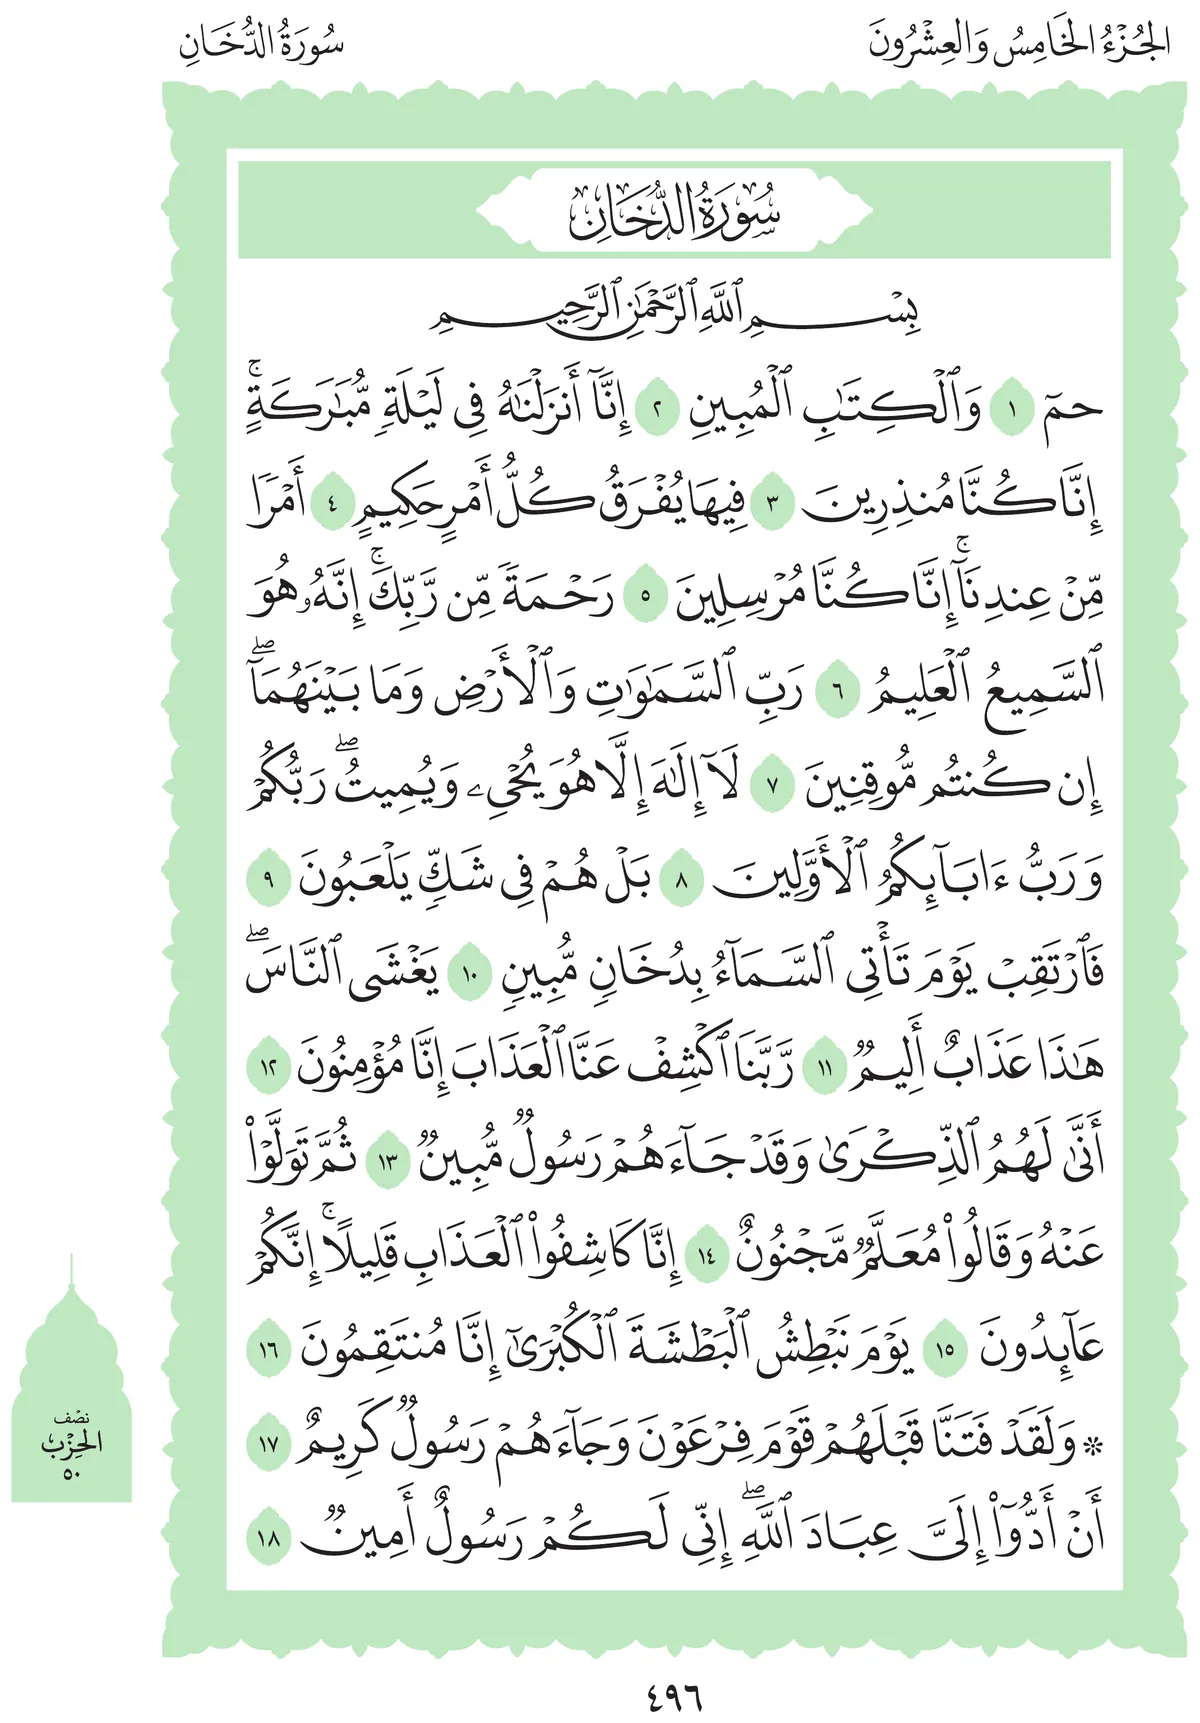 الجُزْءُ الخَامِسُ وَالعِشْرُونَ
سُورَةُ الدُّخَانِ
سُورَةُ الدُّخَانِ
بِسْمِ ٱللَّهِ ٱلرَّحْمَٰنِ ٱلرَّحِيمِ
حمٓ ١ وَٱلْكِتَٰبِ ٱلْمُبِينِ ٢ إِنَّآ أَنزَلْنَٰهُ فِى لَيْلَةٍ مُّبَٰرَكَةٍۚ
إِنَّا كُنَّا مُنذِرِينَ ٣ فِيهَا يُفْرَقُ كُلُّ أَمْرٍ حَكِيمٍ ٤ أَمْرًا
مِّنْ عِندِنَآۚ إِنَّا كُنَّا مُرْسِلِينَ ٥ رَحْمَةً مِّن رَّبِّكَۚ إِنَّهُۥ هُوَ
ٱلسَّمِيعُ ٱلْعَلِيمُ ٦ رَبِّ ٱلسَّمَٰوَٰتِ وَٱلْأَرْضِ وَمَا بَيْنَهُمَآۖ
إِن كُنتُم مُّوقِنِينَ ٧ لَآ إِلَٰهَ إِلَّا هُوَ يُحْىِۦ وَيُمِيتُۖ رَبُّكُمْ
وَرَبُّ ءَابَآئِكُمُ ٱلْأَوَّلِينَ ٨ بَلْ هُمْ فِى شَكٍّ يَلْعَبُونَ ٩
فَٱرْتَقِبْ يَوْمَ تَأْتِى ٱلسَّمَآءُ بِدُخَانٍ مُّبِينٍ ١٠ يَغْشَى ٱلنَّاسَۖ
هَٰذَا عَذَابٌ أَلِيمٌ ١١ رَّبَّنَا ٱكْشِفْ عَنَّا ٱلْعَذَابَ إِنَّا مُؤْمِنُونَ ١٢
أَنَّىٰ لَهُمُ ٱلذِّكْرَىٰ وَقَدْ جَآءَهُمْ رَسُولٌ مُّبِينٌ ١٣ ثُمَّ تَوَلَّوْا۟
عَنْهُ وَقَالُوا۟ مُعَلَّمٌ مَّجْنُونٌ ١٤ إِنَّا كَاشِفُوا۟ ٱلْعَذَابِ قَلِيلًاۚ إِنَّكُمْ
عَآئِدُونَ ١٥ يَوْمَ نَبْطِشُ ٱلْبَطْشَةَ ٱلْكُبْرَىٰٓ إِنَّا مُنتَقِمُونَ ١٦
۞ وَلَقَدْ فَتَنَّا قَبْلَهُمْ قَوْمَ فِرْعَوْنَ وَجَآءَهُمْ رَسُولٌ كَرِيمٌ ١٧
أَنْ أَدُّوٓا۟ إِلَىَّ عِبَادَ ٱللَّهِۖ إِنِّى لَكُمْ رَسُولٌ أَمِينٌ ١٨
نصف
الحزب
٥٠
٤٩٦